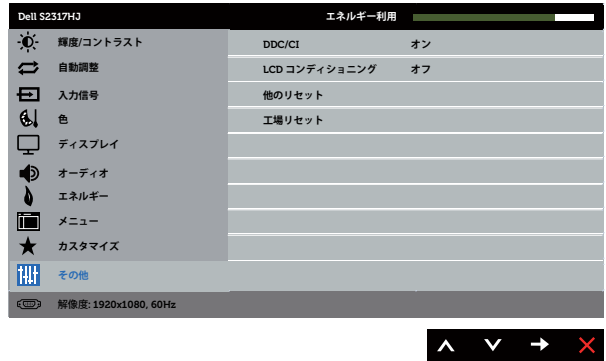 Dell S2317HJ
エネルギー利用
輝度/コントラスト
自動調整
入力信号
色
ディスプレイ
オーディオ
エネルギー
メニュー
カスタマイズ
その他
DDC/CI オン
LCD コンディショニング オフ
他のリセット
工場リセット
解像度: 1920x1080, 60Hz